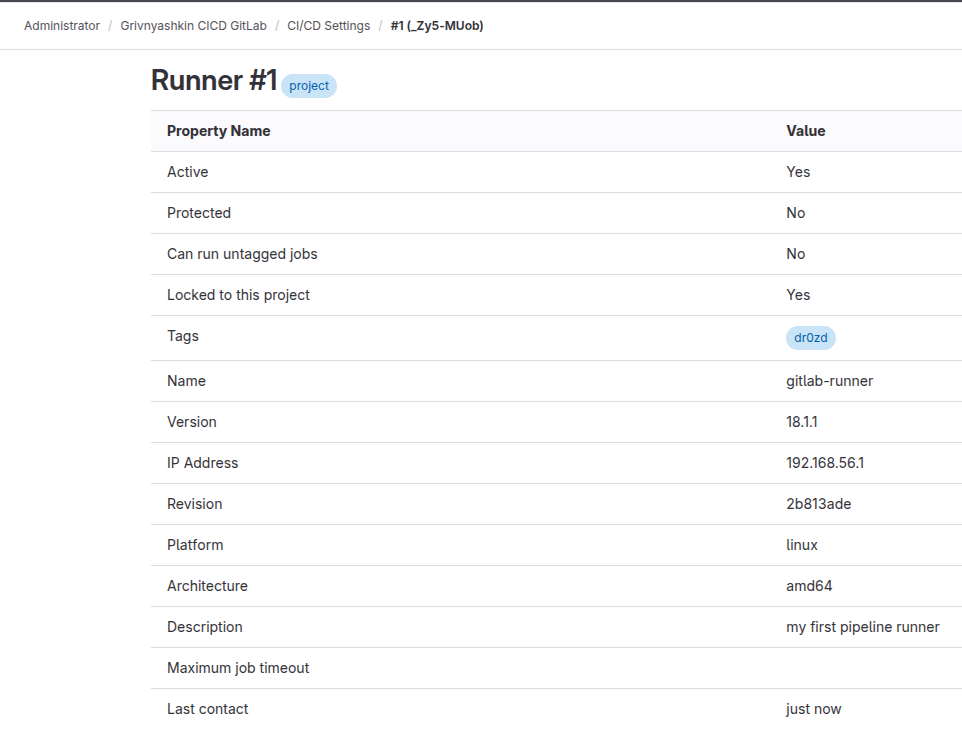 Administrator / Grivnyashkin CICD GitLab / CI/CD Settings / #1 (_Zy5-MUob)
Runner #1 project
Property Name Value
Active Yes
Protected No
Can run untagged jobs No
Locked to this project Yes
Tags dr0zd
Name gitlab-runner
Version 18.1.1
IP Address 192.168.56.1
Revision 2b813ade
Platform linux
Architecture amd64
Description my first pipeline runner
Maximum job timeout
Last contact just now